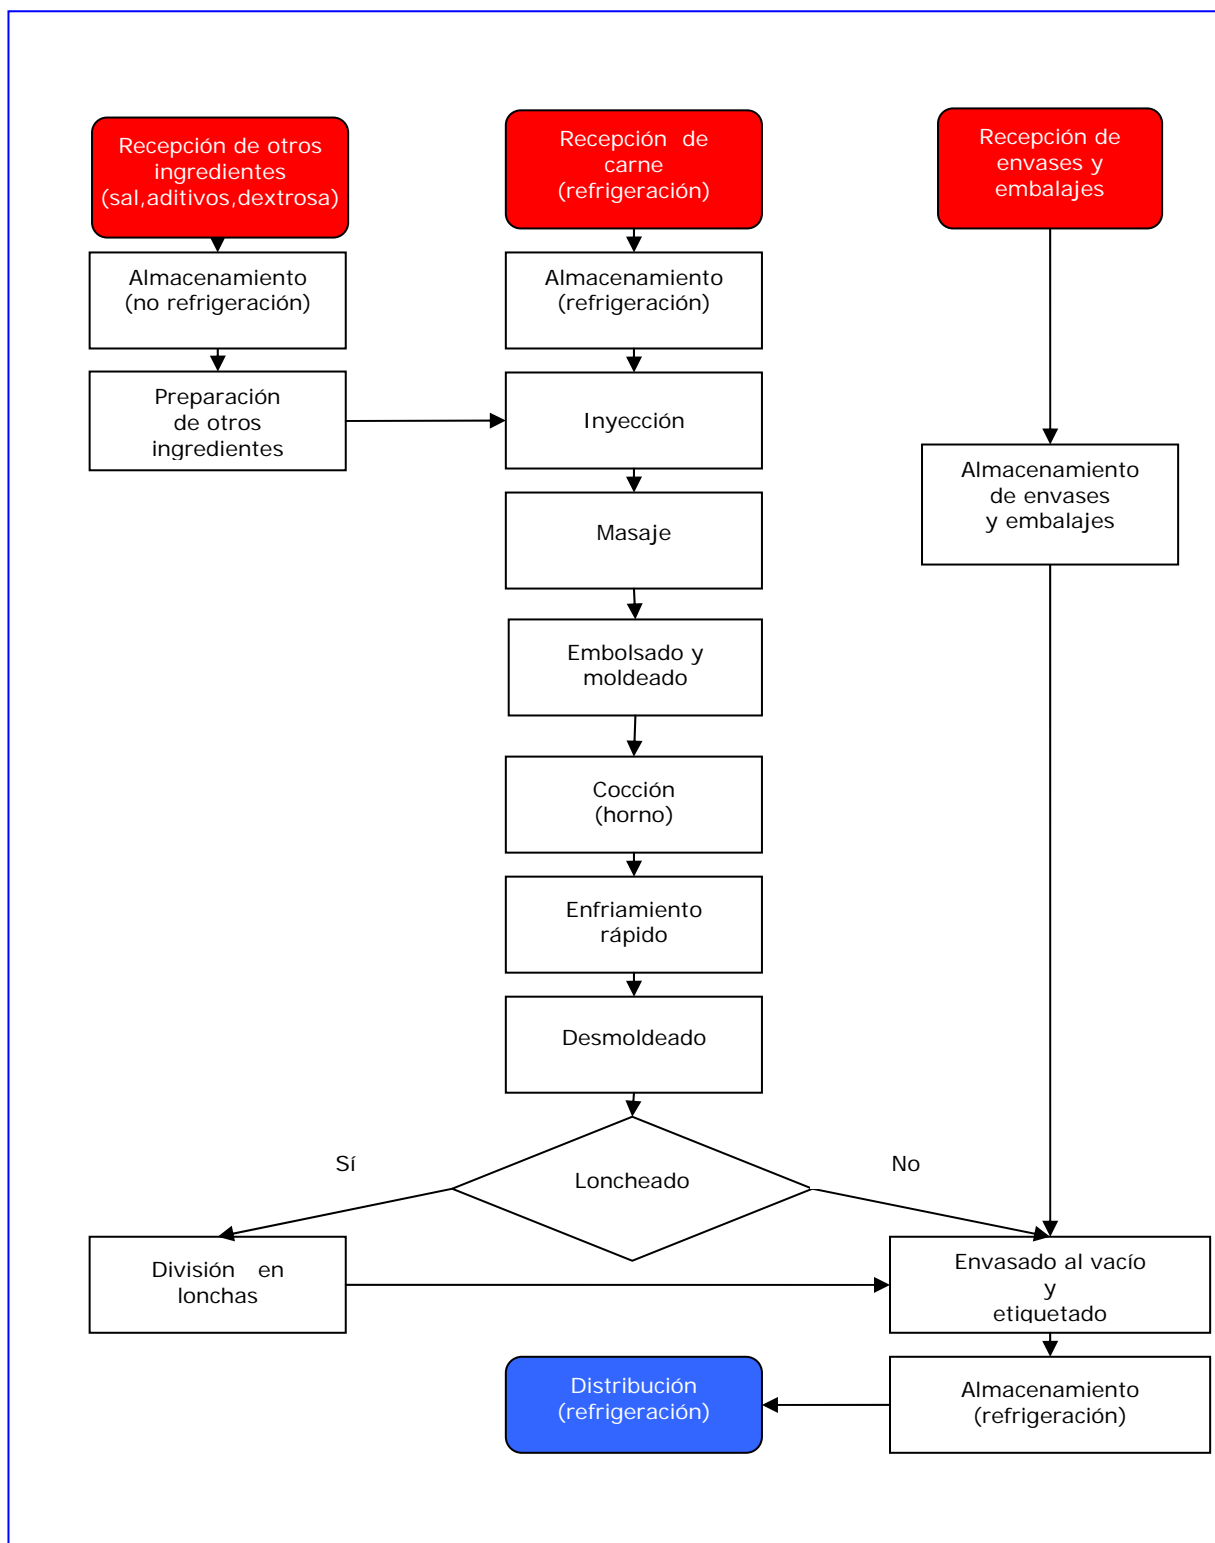 Recepción de otros
ingredientes
(sal,aditivos,dextrosa)
Recepción de
carne
(refrigeración)
Recepción de
envases y
embalajes
Almacenamiento
(no refrigeración)
Almacenamiento
(refrigeración)
Preparación
de otros
ingredientes
Inyección
Almacenamiento
de envases
y embalajes
Masaje
Embolsado y
moldeado
Cocción
(horno)
Enfriamiento
rápido
Desmoldeado
Sí
Loncheado
No
División en
lonchas
Envasado al vacío
y
etiquetado
Distribución
(refrigeración)
Almacenamiento
(refrigeración)